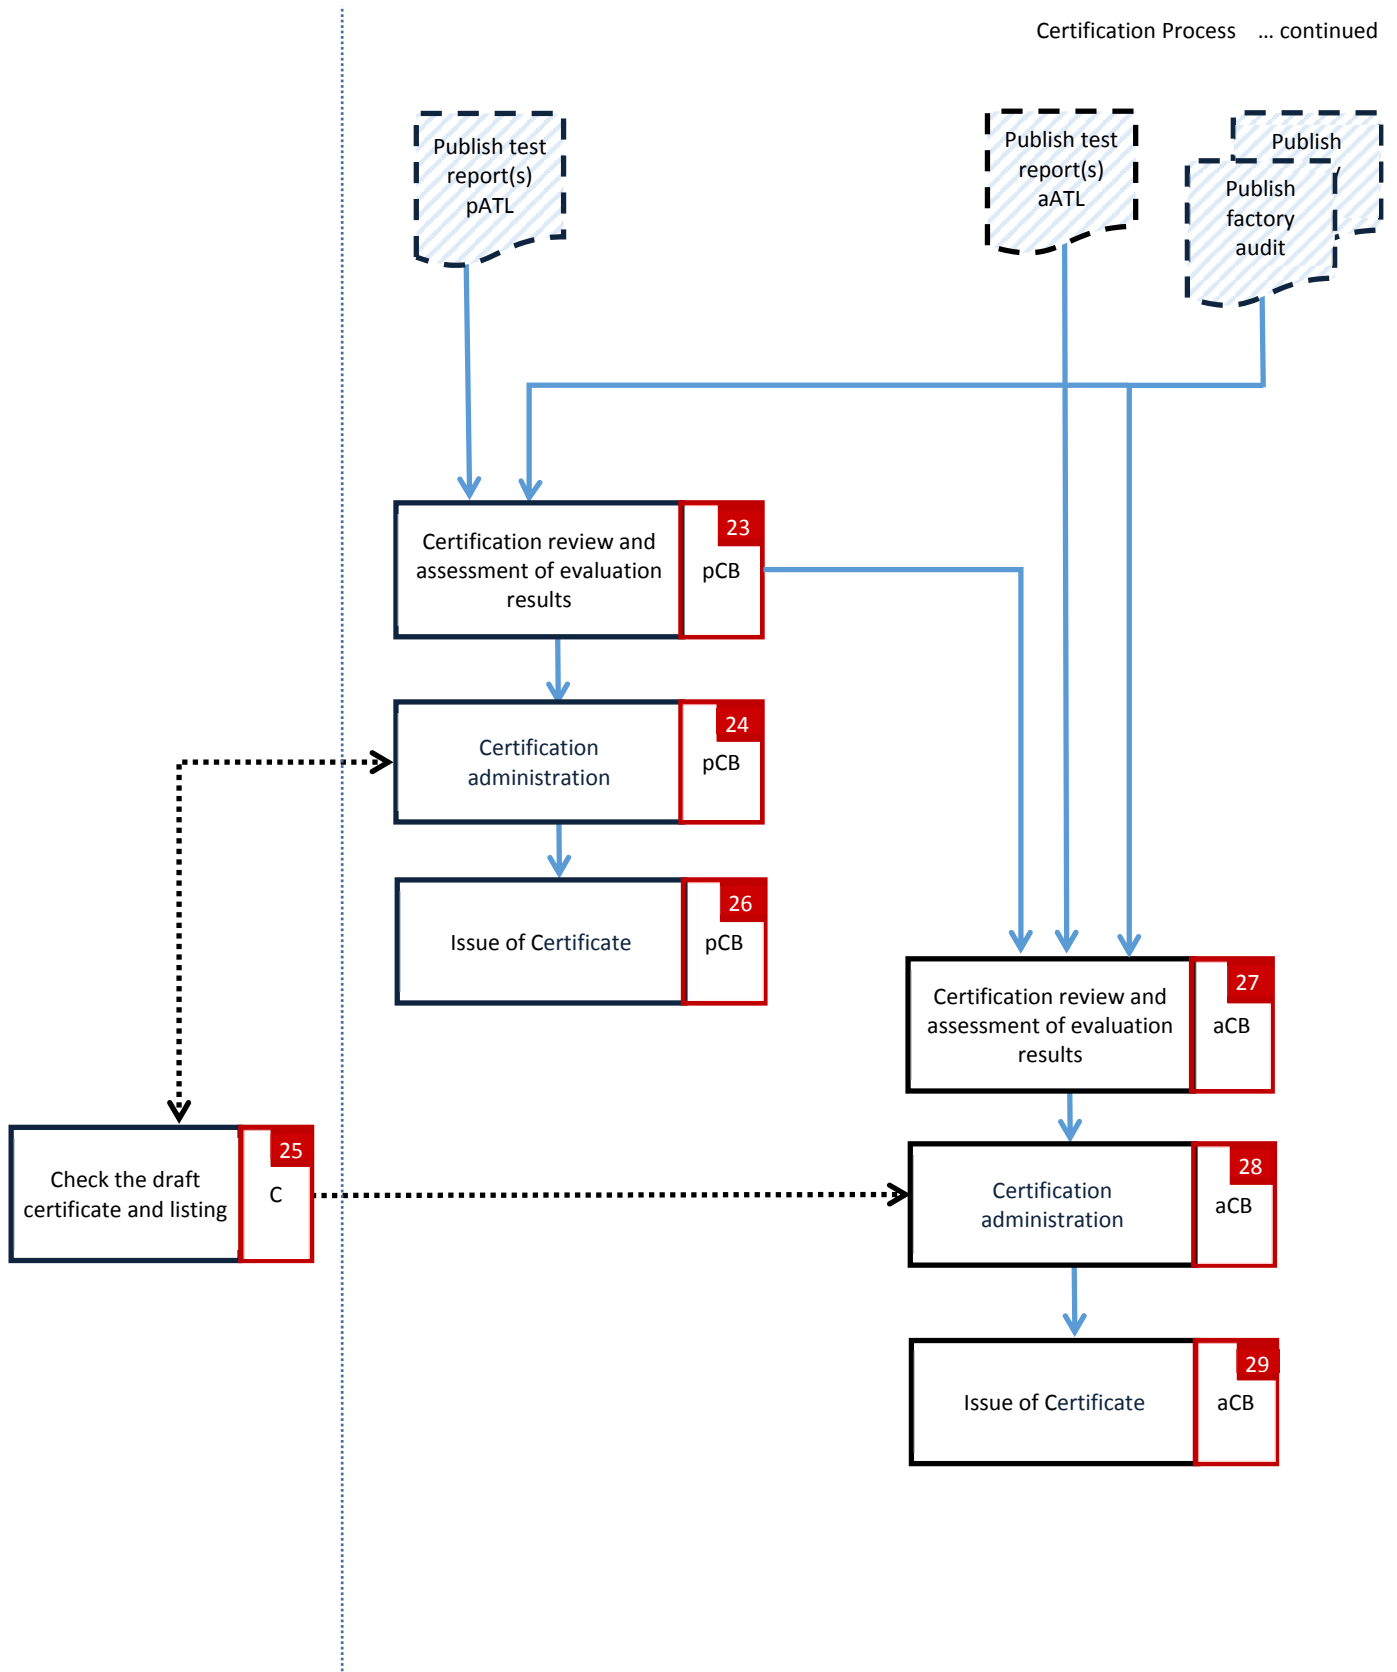 Certification Process … continued
Publish test
report(s)
pATL
Publish test
report(s)
aATL
Publish
Publish
factory
audit
Certification review and
assessment of evaluation
results
23
pCB
Certification
administration
24
pCB
Issue of Certificate
26
pCB
Certification review and
assessment of evaluation
results
27
aCB
Check the draft
certificate and listing
25
C
Certification
administration
28
aCB
Issue of Certificate
29
aCB